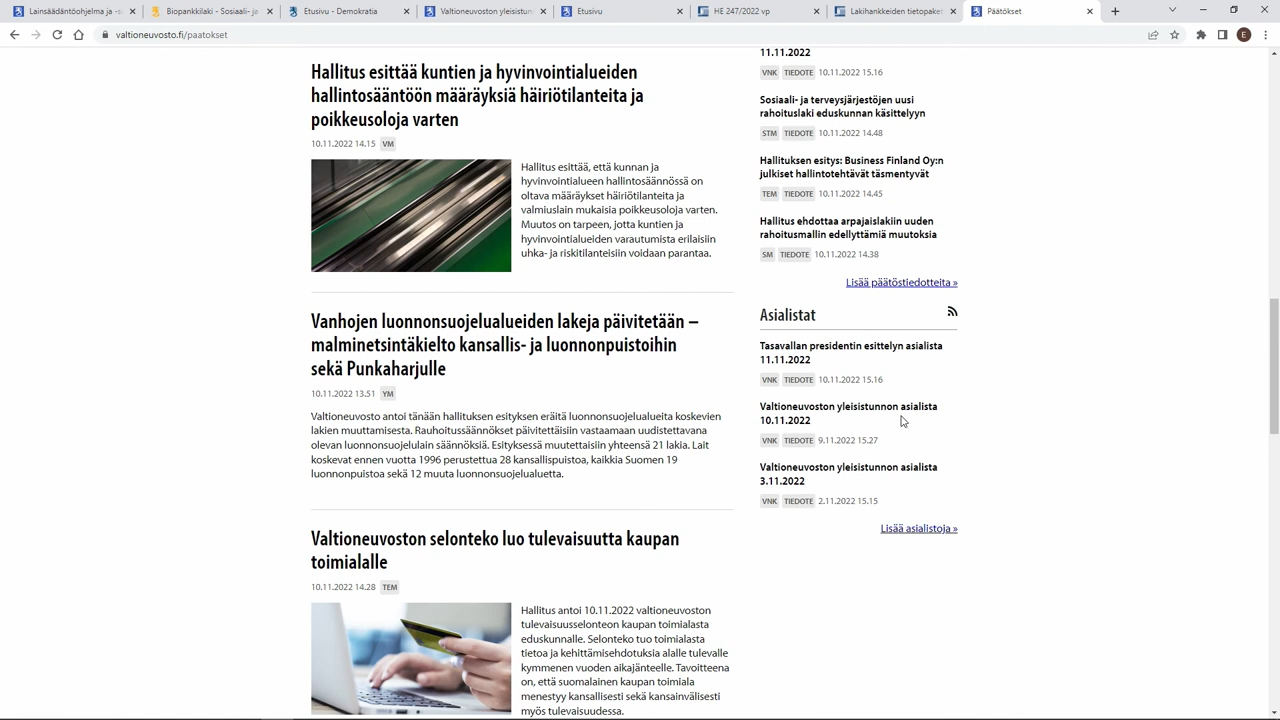 Lainsäädäntöohjelma ja -s
Biopankkilaki - Sosiaali- ja
Etusivu - Demokratia
Valtioneuvoston yleisistun
Etusivu
HE 247/2022 vp
Lakihankkeiden tietopaket
Päätökset
valtioneuvosto.fi/paatokset
E
Hallitus esittää kuntien ja hyvinvointialueiden
hallintosääntöön määräyksiä häiriötilanteita ja
poikkeusoloja varten
10.11.2022 14.15 VM
Hallitus esittää, että kunnan ja
hyvinvointialueen hallintosäännössä on
oltava määräykset häiriötilanteita ja
valmiuslain mukaisia poikkeusoloja varten.
Muutos on tarpeen, jotta kuntien ja
hyvinvointialueiden varautumista erilaisiin
uhka- ja riskitilanteisiin voidaan parantaa.
Vanhojen luonnonsuojelualueiden lakeja päivitetään –
malminetsintäkielto kansallis- ja luonnonpuistoihin
sekä Punkaharjulle
10.11.2022 13.51 YM
Valtioneuvosto antoi tänään hallituksen esityksen eräitä luonnonsuojelualueita koskevien
lakien muuttamisesta. Rauhoitussäännökset päivitettäisiin vastaamaan uudistettavana
olevan luonnonsuojelulain säännöksiä. Esityksessä muutettaisiin yhteensä 21 lakia. Lait
koskevat ennen vuotta 1996 perustettua 28 kansallispuistoa, kaikkia Suomen 19
luonnonpuistoa sekä 12 muuta luonnonsuojelualuetta.
Valtioneuvoston selonteko luo tulevaisuutta kaupan
toimialalle
10.11.2022 14.28 TEM
Hallitus antoi 10.11.2022 valtioneuvoston
tulevaisuusselonteon kaupan toimialasta
eduskunnalle. Selonteko tuo toimialasta
tietoa ja kehittämisehdotuksia alalle tulevalle
kymmenen vuoden aikajänteelle. Tavoitteena
on, että suomalainen kaupan toimiala
menestyy kansallisesti sekä kansainvälisesti
myös tulevaisuudessa.
11.11.2022
VNK TIEDOTE 10.11.2022 15.16
Sosiaali- ja terveysjärjestöjen uusi
rahoituslaki eduskunnan käsittelyyn
STM TIEDOTE 10.11.2022 14.48
Hallituksen esitys: Business Finland Oy:n
julkiset hallintotehtävät täsmentyvät
TEM TIEDOTE 10.11.2022 14.45
Hallitus ehdottaa arpajaislakiin uuden
rahoitusmallin edellyttämiä muutoksia
SM TIEDOTE 10.11.2022 14.38
Lisää päätöstiedotteita »
Asialistat
Tasavallan presidentin esittelyn asialista
11.11.2022
VNK TIEDOTE 10.11.2022 15.16
Valtioneuvoston yleisistunnon asialista
10.11.2022
VNK TIEDOTE 9.11.2022 15.27
Valtioneuvoston yleisistunnon asialista
3.11.2022
VNK TIEDOTE 2.11.2022 15.15
Lisää asialistoja »